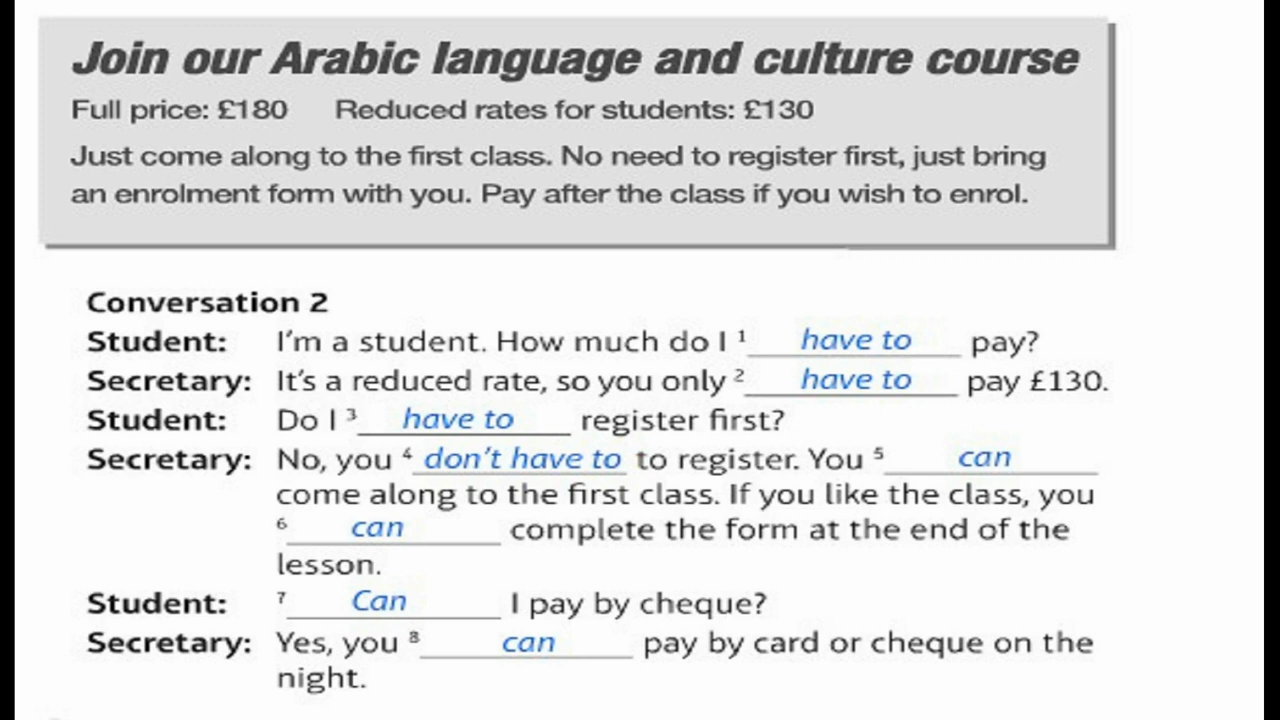 Join our Arabic language and culture course
Full price: £180 Reduced rates for students: £130
Just come along to the first class. No need to register first, just bring
an enrolment form with you. Pay after the class if you wish to enrol.
Conversation 2
Student: I'm a student. How much do I 1 have to pay?
Secretary: It's a reduced rate, so you only 2 have to pay £130.
Student: Do I 3 have to register first?
Secretary: No, you 4 don't have to to register. You 5 can
come along to the first class. If you like the class, you
6 can complete the form at the end of the
lesson.
Student: 7 Can I pay by cheque?
Secretary: Yes, you 8 can pay by card or cheque on the
night.